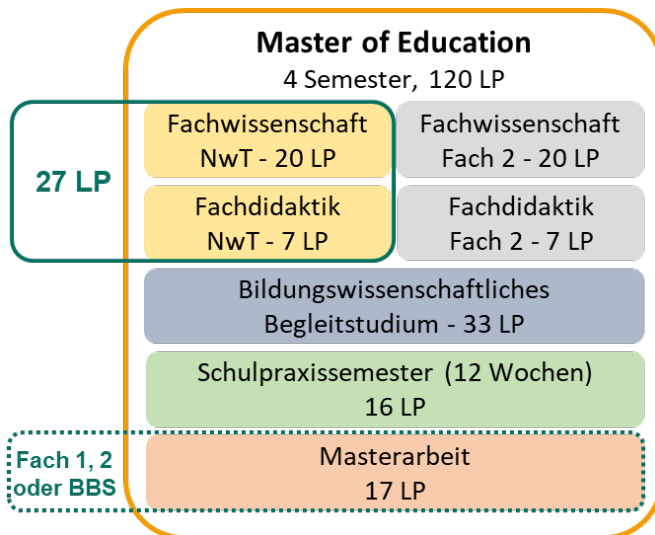 Master of Education
4 Semester, 120 LP
27 LP
Fachwissenschaft
NwT - 20 LP
Fachwissenschaft
Fach 2 - 20 LP
Fachdidaktik
NwT - 7 LP
Fachdidaktik
Fach 2 - 7 LP
Bildungswissenschaftliches
Begleitstudium - 33 LP
Schulpraxissemester (12 Wochen)
16 LP
Fach 1, 2
oder BBS
Masterarbeit
17 LP